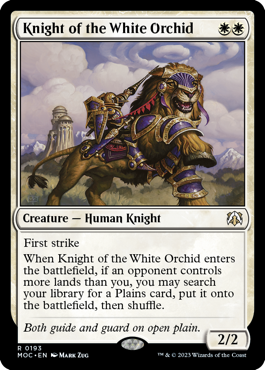 Knight of the White Orchid
Creature — Human Knight
First strike
When Knight of the White Orchid enters
the battlefield, if an opponent controls
more lands than you, you may search
your library for a Plains card, put it onto
the battlefield, then shuffle.
Both guide and guard on open plain.
2/2
R 0193
MOC • EN MARK ZUG
™ & © 2023 Wizards of the Coast